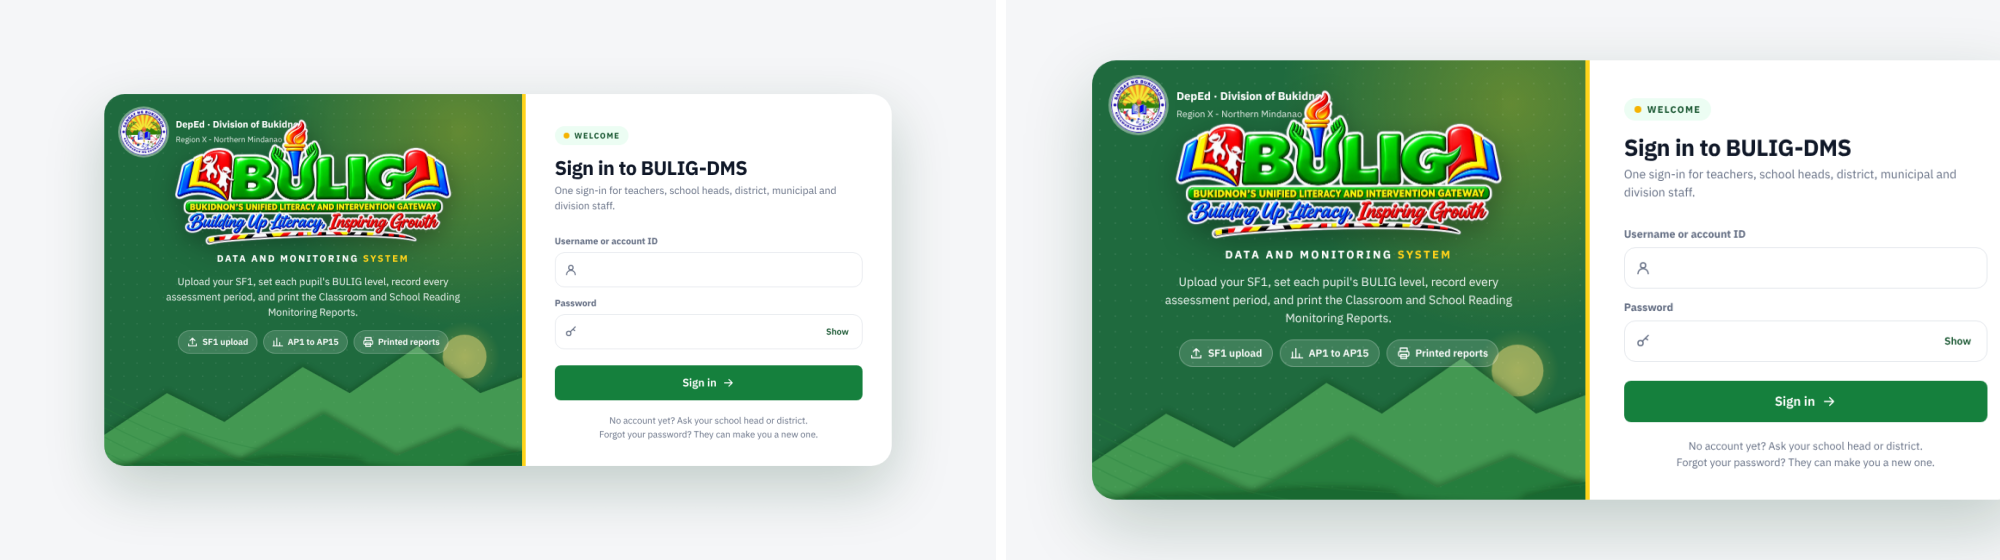 DepEd · Division of Bukidno
Region X - Northern Mindanao
BULIG
BUKIDNON'S UNIFIED LITERACY AND INTERVENTION GATEWAY
Building Up Literacy, Inspiring Growth
DATA AND MONITORING SYSTEM
Upload your SF1, set each pupil's BULIG level, record every
assessment period, and print the Classroom and School Reading
Monitoring Reports.
SF1 upload
AP1 to AP15
Printed reports
WELCOME
Sign in to BULIG-DMS
One sign-in for teachers, school heads, district, municipal and
division staff.
Username or account ID
Password
Show
Sign in →
No account yet? Ask your school head or district.
Forgot your password? They can make you a new one.
DepEd · Division of Bukidno
Region X - Northern Mindanao
BULIG
BUKIDNON'S UNIFIED LITERACY AND INTERVENTION GATEWAY
Building Up Literacy, Inspiring Growth
DATA AND MONITORING SYSTEM
Upload your SF1, set each pupil's BULIG level, record every
assessment period, and print the Classroom and School Reading
Monitoring Reports.
SF1 upload
AP1 to AP15
Printed reports
WELCOME
Sign in to BULIG-DMS
One sign-in for teachers, school heads, district, municipal and
division staff.
Username or account ID
Password
Show
Sign in →
No account yet? Ask your school head or district.
Forgot your password? They can make you a new one.